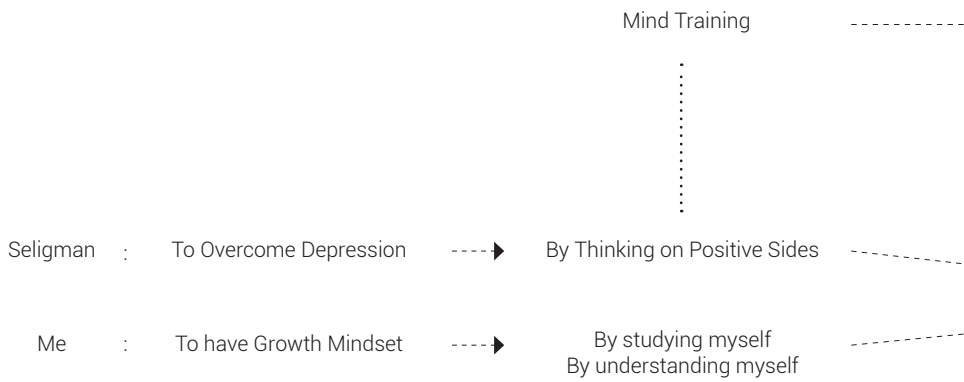 Mind Training
Seligman : To Overcome Depression By Thinking on Positive Sides
Me : To have Growth Mindset By studying myself
By understanding myself